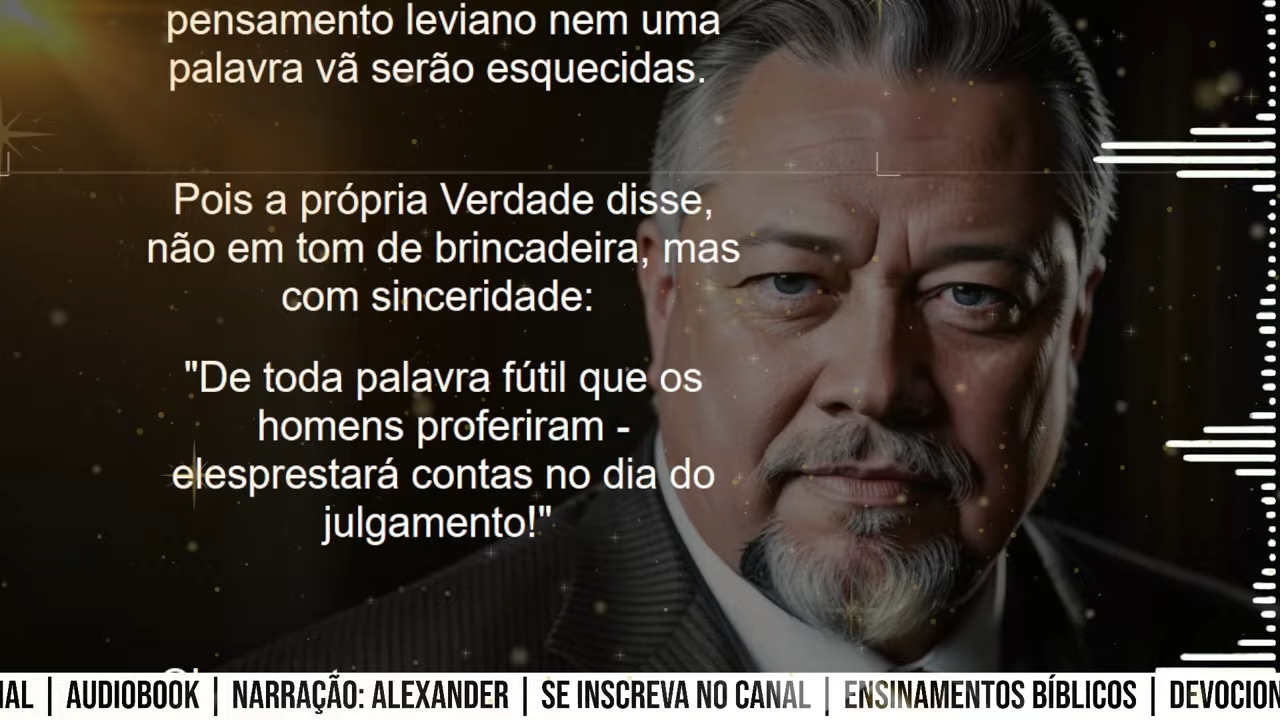 pensamento leviano nem uma
palavra vã serão esquecidas.
Pois a própria Verdade disse,
não em tom de brincadeira, mas
com sinceridade:
"De toda palavra fútil que os
homens proferiram -
elesprestará contas no dia do
julgamento!"
NAL | AUDIOBOOK | NARRAÇÃO: ALEXANDER | SE INSCREVA NO CANAL | ENSINAMENTOS BÍBLICOS | DEVOCION